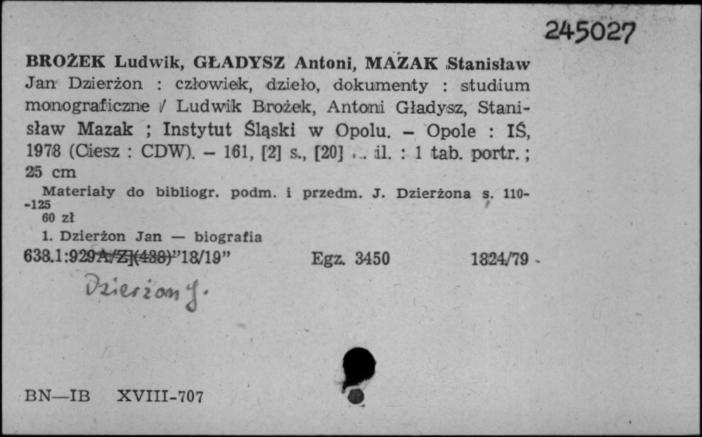 245027
BROŻEK Ludwik, GŁADYSZ Antoni, MAZAK Stanisław
Jan Dzierżon : człowiek, dzieło, dokumenty : studium
monograficzne / Ludwik Brożek, Antoni Gładysz, Stani-
sław Mazak ; Instytut Śląski w Opolu. — Opole : IŚ,
1978 (Ciesz : CDW). — 161, [2] s., [20] ... il. : 1 tab. portr. ;
25 cm
Materiały do bibliogr. podm. i przedm. J. Dzierżona s. 110-
-125
60 zł
1. Dzierżon Jan — biografia
638.1:929A/Z](438)"18/19" Egz. 3450 1824/79
Dzierżon J.
BN—IB XVIII-707